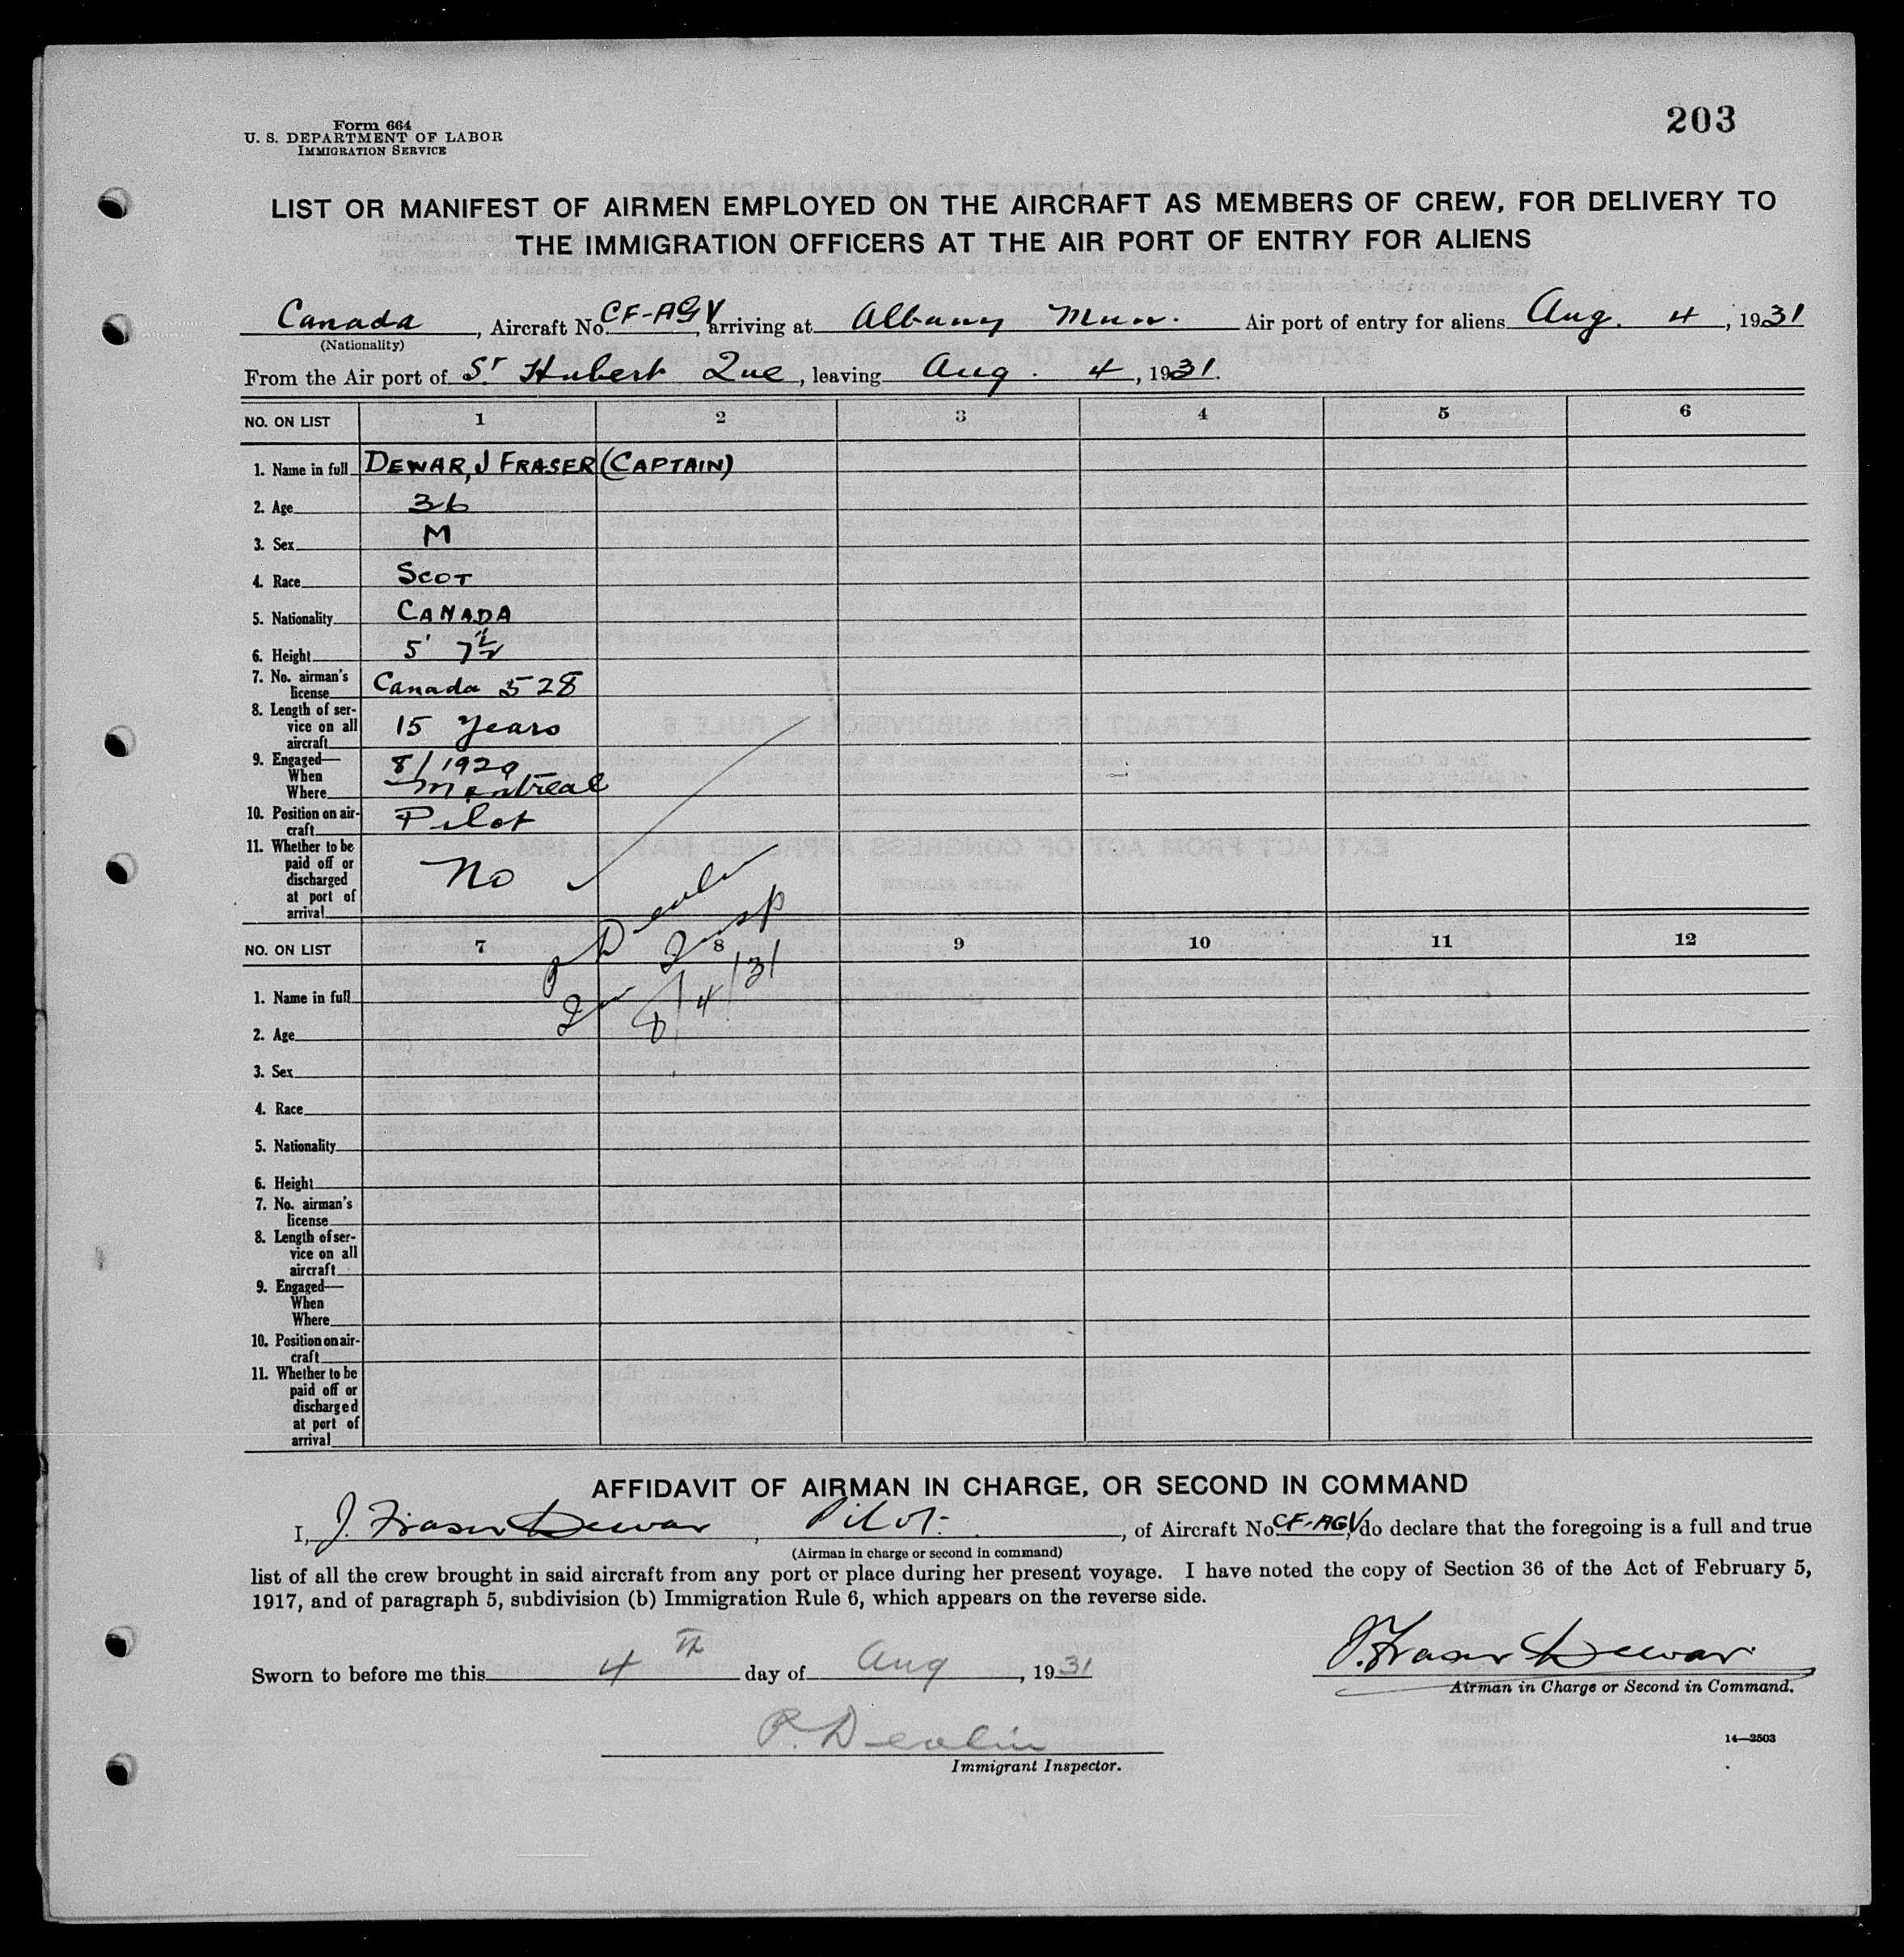 203
Form 664
U. S. DEPARTMENT OF LABOR
IMMIGRATION SERVICE
LIST OR MANIFEST OF AIRMEN EMPLOYED ON THE AIRCRAFT AS MEMBERS OF CREW, FOR DELIVERY TO
THE IMMIGRATION OFFICERS AT THE AIR PORT OF ENTRY FOR ALIENS
Canada, Aircraft No. CF-AGV, arriving at Albany Mun. Air port of entry for aliens Aug. 4, 1931
(Nationality)
From the Air port of St Hubert Que, leaving Aug. 4, 1931.
NO. ON LIST 1 2 3 4 5 6
1. Name in full DEWAR, J FRASER (CAPTAIN)
2. Age 36
3. Sex M
4. Race SCOT
5. Nationality CANADA
6. Height 5' 7½
7. No. airman's
license Canada 528
8. Length of ser-
vice on all
aircraft 15 years
9. Engaged—
When 8/1929
Where Montreal
10. Position on air-
craft Pilot
11. Whether to be
paid off or
discharged
at port of
arrival No
P Devlin
Im Insp
8/4/31
NO. ON LIST 7 8 9 10 11 12
1. Name in full
2. Age
3. Sex
4. Race
5. Nationality
6. Height
7. No. airman's
license
8. Length of ser-
vice on all
aircraft
9. Engaged—
When
Where
10. Position on air-
craft
11. Whether to be
paid off or
discharged
at port of
arrival
AFFIDAVIT OF AIRMAN IN CHARGE, OR SECOND IN COMMAND
I, J. Fraser Dewar, Pilot, of Aircraft No. CF-AGV, do declare that the foregoing is a full and true
(Airman in charge or second in command)
list of all the crew brought in said aircraft from any port or place during her present voyage. I have noted the copy of Section 36 of the Act of February 5,
1917, and of paragraph 5, subdivision (b) Immigration Rule 6, which appears on the reverse side.
Sworn to before me this 4th day of Aug, 1931
J. Fraser Dewar
Airman in Charge or Second in Command.
P. Devlin
Immigrant Inspector.
14—2503